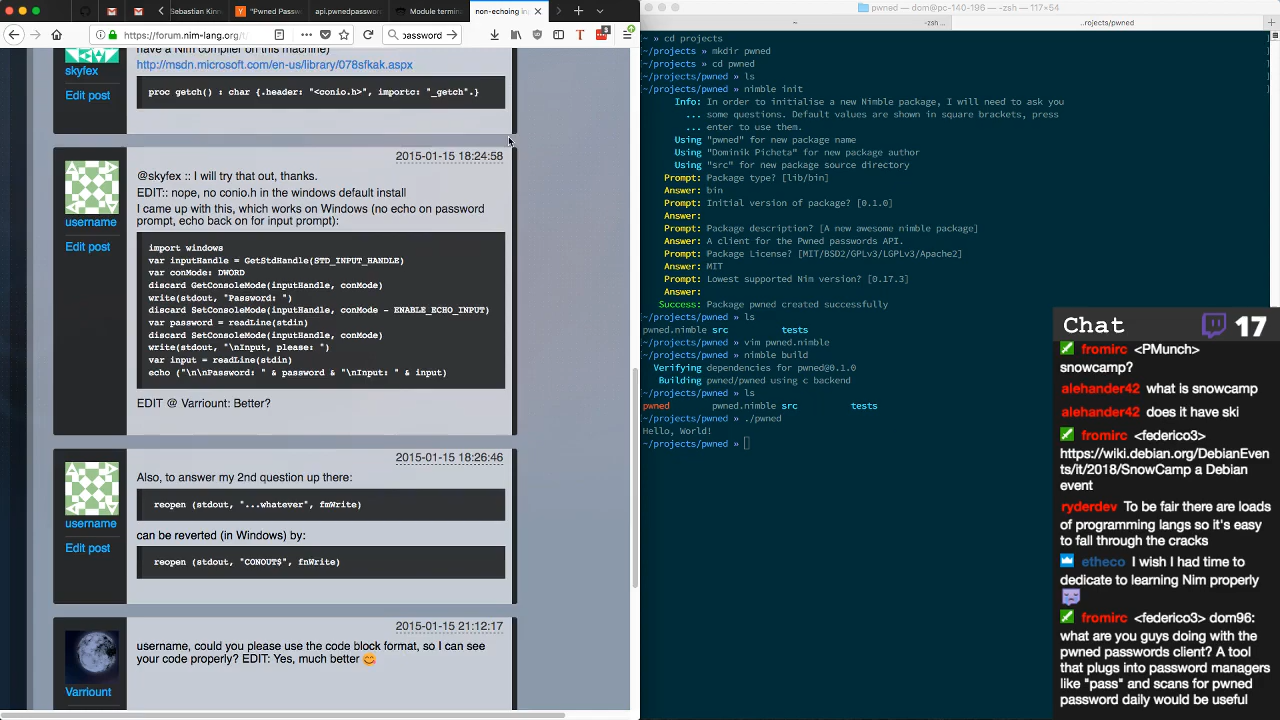 Sebastian Kinn
"Pwned Passw
api.pwnedpassw
Module termin
non-echoing in
https://forum.nim-lang.org
search keyword
have a nim compiler on this machine)
skyfex
http://msdn.microsoft.com/en-us/library/078sfkak.aspx
Edit post
proc getch() : char {.header: "<conio.h>", importc: "_getch".}
2015-01-15 18:24:58
@skyfex : I will try that out, thanks.
EDIT: nope, no conio.h in the windows default install
I came up with this, which works on Windows (no echo on password
prompt, echo back on for input prompt):
username
Edit post
import windows
var inputHandle = GetStdHandle(STD_INPUT_HANDLE)
var conMode: DWORD
discard GetConsoleMode(inputHandle, conMode)
write(stdout, "Password: ")
discard SetConsoleMode(inputHandle, conMode - ENABLE_ECHO_INPUT)
var password = readLine(stdin)
discard SetConsoleMode(inputHandle, conMode)
write(stdout, "\nInput please: ")
var input = readLine(stdin)
echo ("\n\nPassword: " & password & "\nInput: " & input)
EDIT @ Varriount: Better?
2015-01-15 18:26:46
Also, to answer my 2nd question up there:
reopen (stdout, "...whatever", fmWrite)
username
can be reverted (in Windows) by:
Edit post
reopen (stdout, "CONOUT$", fnWrite)
2015-01-15 21:12:17
username, could you please use the code block format, so I can see
your code properly? EDIT: Yes, much better
Varriount
pwned — dom@pc-140-196 — -zsh — 117×54
~
-zsh ...
..rojects/pwned
~ » cd projects
~/projects » mkdir pwned
~/projects » cd pwned
~/projects/pwned » ls
~/projects/pwned » nimble init
Info: In order to initialise a new Nimble package, I will need to ask you
... some questions. Default values are shown in square brackets, press
... enter to use them.
Using "pwned" for new package name
Using "Dominik Picheta" for new package author
Using "src" for new package source directory
Prompt: Package type? [lib/bin]
Answer: bin
Prompt: Initial version of package? [0.1.0]
Answer:
Prompt: Package description? [A new awesome nimble package]
Answer: A client for the Pwned passwords API.
Prompt: Package License? [MIT/BSD2/GPLv3/LGPLv3/Apache2]
Answer: MIT
Prompt: Lowest supported Nim version? [0.17.3]
Answer:
Success: Package pwned created successfully
~/projects/pwned » ls
pwned.nimble src tests
~/projects/pwned » vim pwned.nimble
~/projects/pwned » nimble build
Verifying dependencies for pwned@0.1.0
Building pwned/pwned using c backend
~/projects/pwned » ls
pwned pwned.nimble src tests
~/projects/pwned » ./pwned
Hello, World!
~/projects/pwned »
Chat 17
fromirc <PMunch>
snowcamp?
alehander42 what is snowcamp
alehander42 does it have ski
fromirc <federico3>
https://wiki.debian.org/DebianEven
ts/it/2018/SnowCamp a Debian
event
ryderdev To be fair there are loads
of programming langs so it's easy
to fall through the cracks
etheco I wish I had time to
dedicate to learning Nim properly
fromirc <federico3> dom96:
what are you guys doing with the
pwned passwords client? A tool
that plugs into password managers
like "pass" and scans for pwned
password daily would be useful